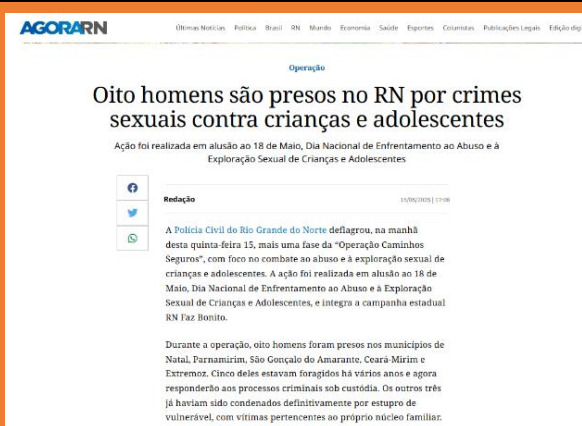 AGORARN
Últimas Notícias Política Brasil RN Mundo Economia Saúde Esportes Colunistas Publicações Legais Edição digi
Operação
Oito homens são presos no RN por crimes
sexuais contra crianças e adolescentes
Ação foi realizada em alusão ao 18 de Maio, Dia Nacional de Enfrentamento ao Abuso e à
Exploração Sexual de Crianças e Adolescentes
Redação
A Polícia Civil do Rio Grande do Norte deflagrou, na manhã
desta quinta-feira 15, mais uma fase da “Operação Caminhos
Seguros”, com foco no combate ao abuso e à exploração sexual de
crianças e adolescentes. A ação foi realizada em alusão ao 18 de
Maio, Dia Nacional de Enfrentamento ao Abuso e à Exploração
Sexual de Crianças e Adolescentes, e integra a campanha estadual
RN Faz Bonito.
Durante a operação, oito homens foram presos nos municípios de
Natal, Parnamirim, São Gonçalo do Amarante, Ceará-Mirim e
Extremoz. Cinco deles estavam foragidos há vários anos e agora
responderão aos processos criminais sob custódia. Os outros três
já haviam sido condenados definitivamente por estupro de
vulnerável, com vítimas pertencentes ao próprio núcleo familiar.